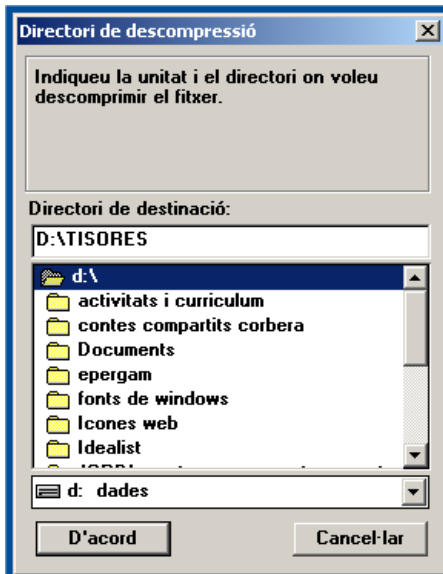 Directori de descompressió
Indiqueu la unitat i el directori on voleu
descomprimir el fitxer.
Directori de destinació:
D:\TISORES
d:\
activitats i curriculum
contes compartits corbera
Documents
epergam
fonts de windows
Icones web
Idealist
d: dades
D'acord
Cancel·lar